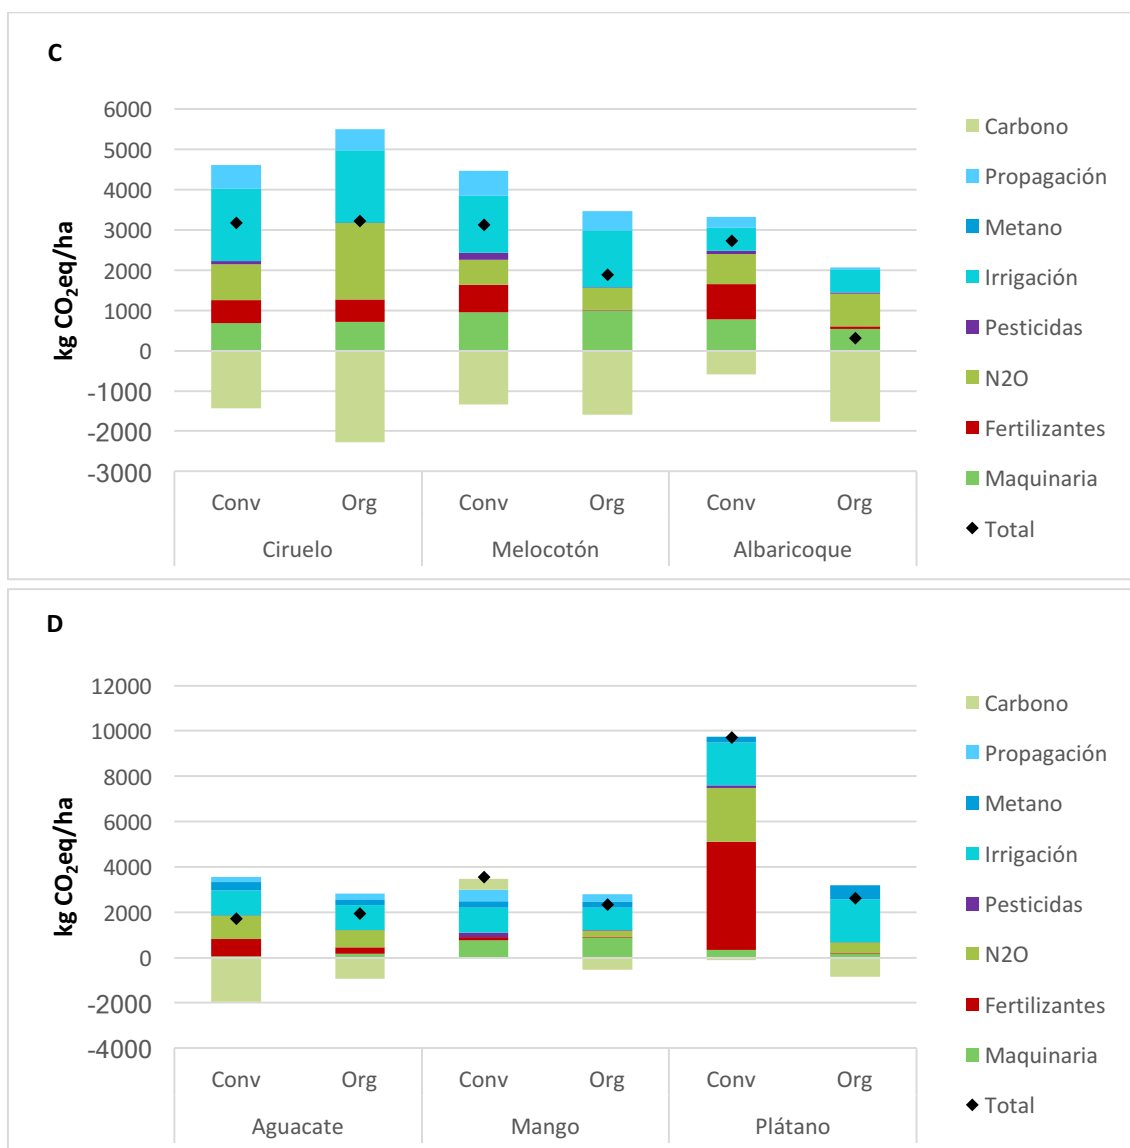 C
kg CO₂eq/ha
6000
5000
4000
3000
2000
1000
0
-1000
-2000
-3000
Conv Org Conv Org Conv Org
Ciruelo Melocotón Albaricoque
Carbono
Propagación
Metano
Irrigación
Pesticidas
N2O
Fertilizantes
Maquinaria
Total
D
kg CO₂eq/ha
12000
10000
8000
6000
4000
2000
0
-2000
-4000
Conv Org Conv Org Conv Org
Aguacate Mango Plátano
Carbono
Propagación
Metano
Irrigación
Pesticidas
N2O
Fertilizantes
Maquinaria
Total